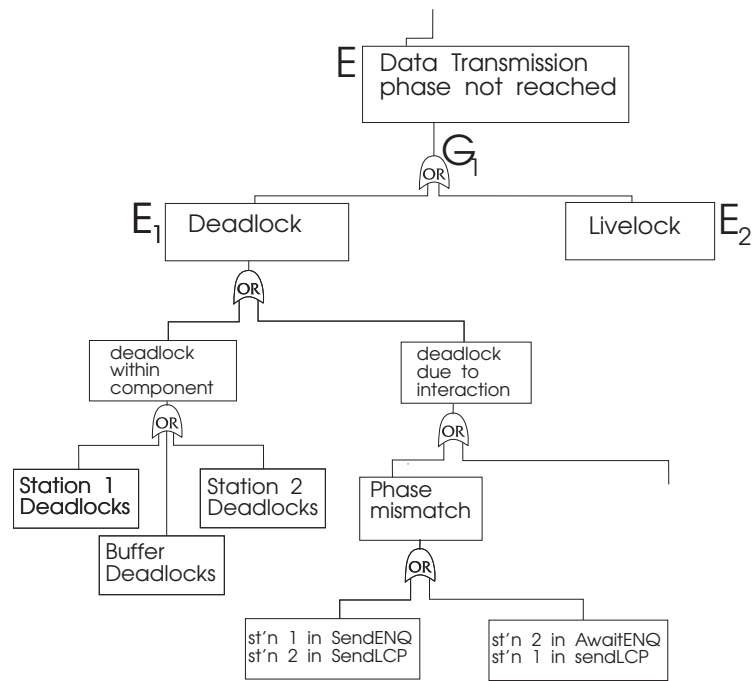 E
Data Transmission
phase not reached
G1
OR
E1
Deadlock
Livelock
E2
OR
deadlock
within
component
deadlock
due to
interaction
OR
OR
Station 1
Deadlocks
Station 2
Deadlocks
Phase
mismatch
Buffer
Deadlocks
OR
st'n 1 in SendENQ
st'n 2 in SendLCP
st'n 2 in AwaitENQ
st'n 1 in sendLCP